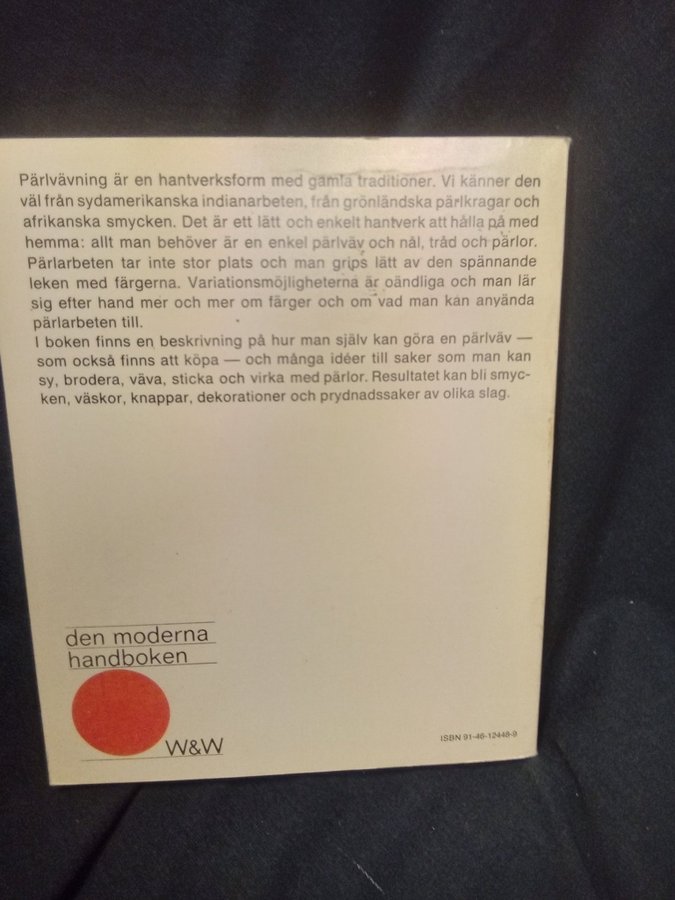 Pärlvävning är en hantverksform med gamla traditioner. Vi känner den
väl från sydamerikanska indianarbeten, från grönländska pärlkragar och
afrikanska smycken. Det är ett lätt och enkelt hantverk att hålla på med
hemma: allt man behöver är en enkel pärlväv och nål, tråd och pärlor.
Pärlarbeten tar inte stor plats och man grips lätt av den spännande
leken med färgerna. Variationsmöjligheterna är oändliga och man lär
sig efter hand mer och mer om färger och om vad man kan använda
pärlarbeten till.
I boken finns en beskrivning på hur man själv kan göra en pärlväv —
som också finns att köpa — och många idéer till saker som man kan
sy, brodera, väva, sticka och virka med pärlor. Resultatet kan bli smyc-
ken, väskor, knappar, dekorationer och prydnadssaker av olika slag.
den moderna
handboken
W&W
ISBN 91-46-12448-9